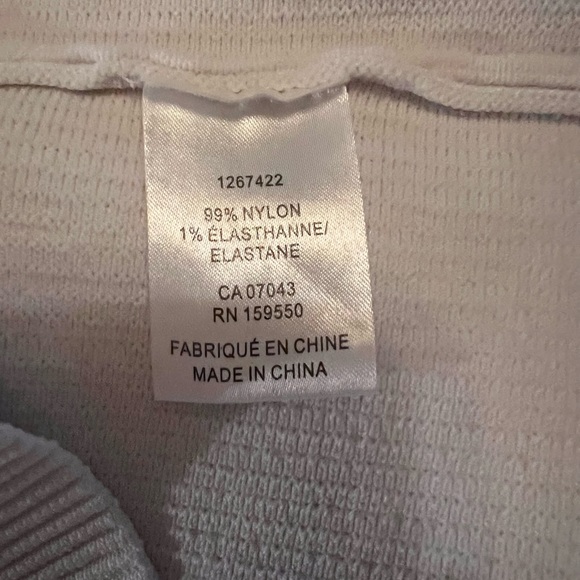 1267422
99% NYLON
1% ÉLASTHANNE/
ELASTANE
CA 07043
RN 159550
FABRIQUÉ EN CHINE
MADE IN CHINA